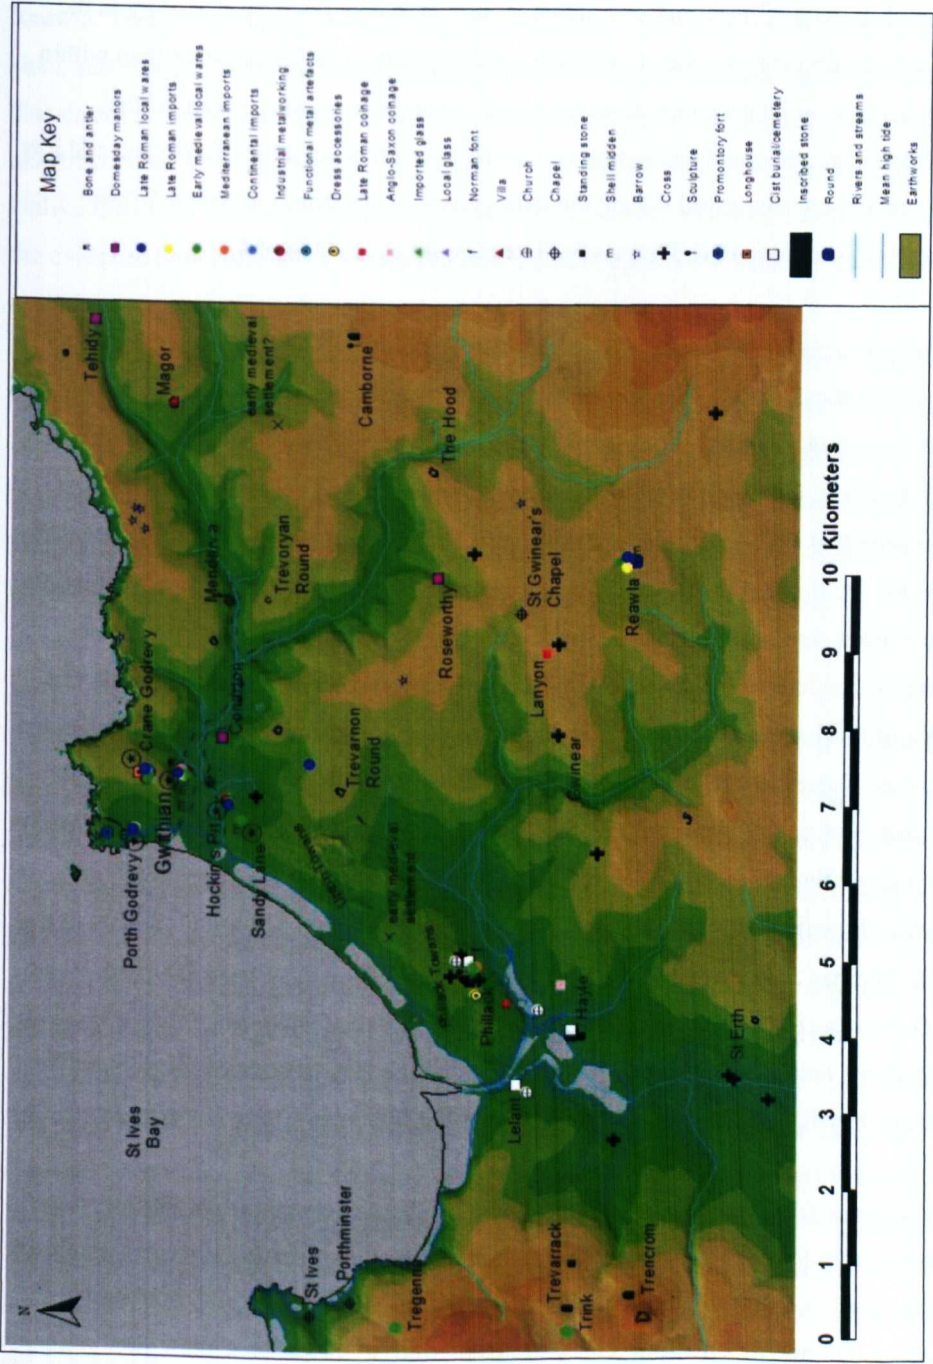 Map Key
Bone and antler
Domesday manors
Late Roman local wares
Late Roman imports
Early medieval local wares
Mediterranean imports
Continental imports
Industrial metalworking
Functional metal artefacts
Dress accessories
Late Roman coinage
Anglo-Saxon coinage
Imported glass
Local glass
Norman font
Villa
Church
Chapel
Standing stone
Shell midden
Barrow
Cross
Sculpture
Promontory fort
Longhouse
Cist burial/cemetery
Inscribed stone
Round
Rivers and streams
Mean high tide
Earthworks
N
St Ives
Bay
St Ives
Porthminster
Tregenna
Trevarrack
Trink
Trencrom
Lelant
Phillack
Towans
Hayle
St Erth
early medieval
settlement
Towans
Porth Godrevy
Gwithian
Crane Godrevy
Hockin's Pit
Sandy Lane
Conerton
Trevarnon
Round
Gwinear
Lanyon
St Gwinear's
Chapel
Reawla
Roseworthy
Trevoryan
Round
The Hood
Camborne
early medieval
settlement?
Magor
Tehidy
0 1 2 3 4 5 6 7 8 9 10 Kilometers